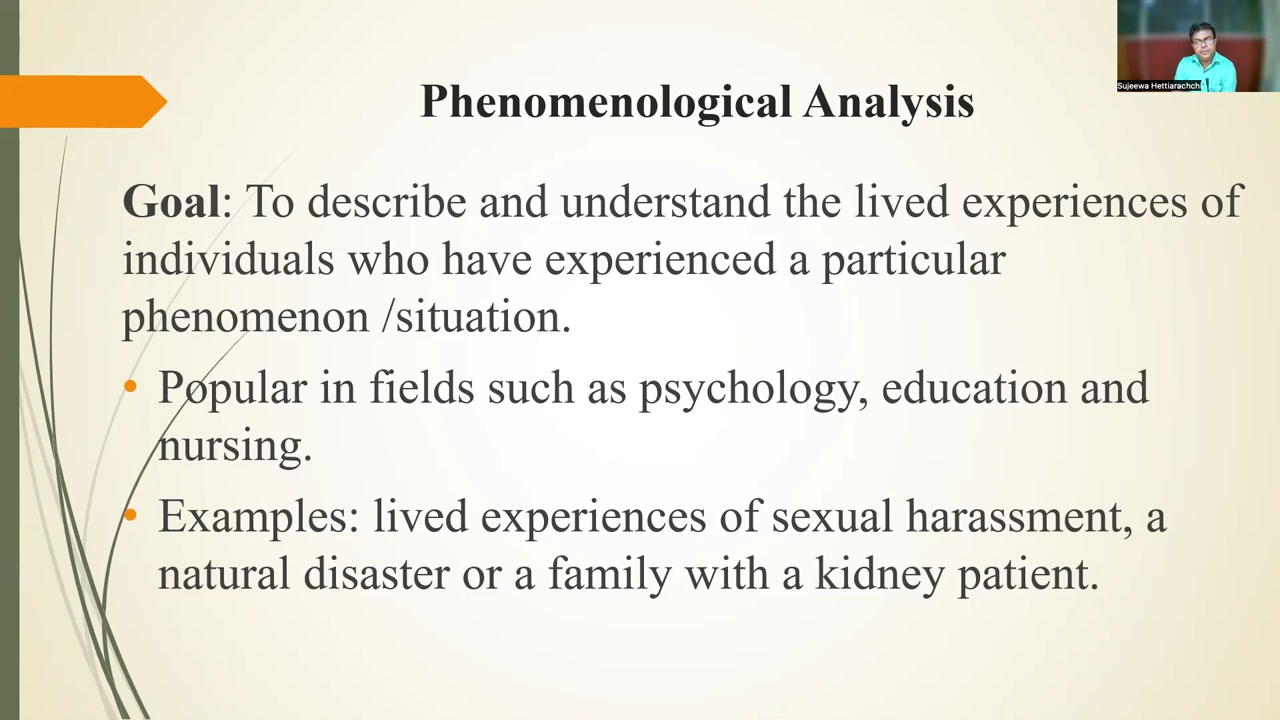 Sujeewa Hettiarachchi
Phenomenological Analysis
Goal: To describe and understand the lived experiences of
individuals who have experienced a particular
phenomenon /situation.
• Popular in fields such as psychology, education and
nursing.
• Examples: lived experiences of sexual harassment, a
natural disaster or a family with a kidney patient.